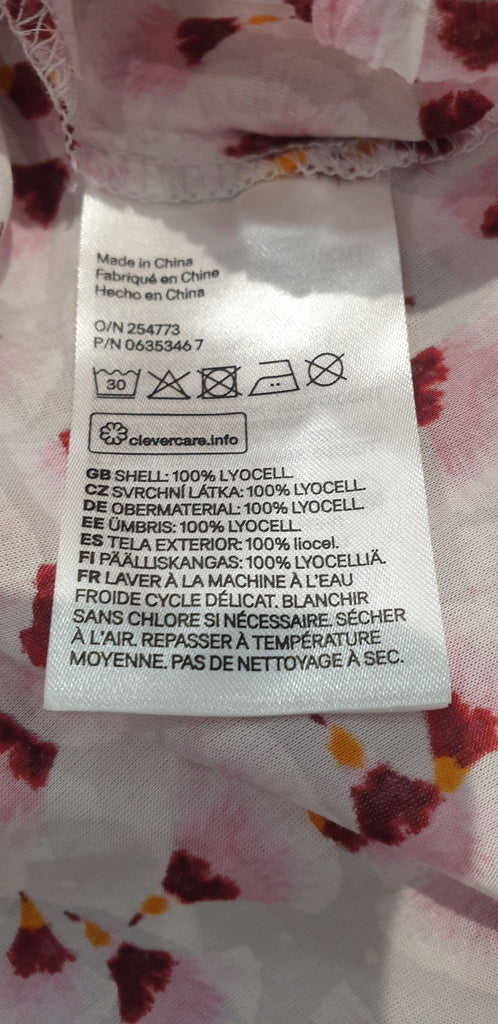 Made in China
Fabriqué en Chine
Hecho en China
O/N 254773
P/N 0635346 7
30
clevercare.info
GB SHELL: 100% LYOCELL
CZ SVRCHNÍ LÁTKA: 100% LYOCELL.
DE OBERMATERIAL: 100% LYOCELL.
EE ÜMBRIS: 100% LYOCELL.
ES TELA EXTERIOR: 100% liocel.
FI PÄÄLLISKANGAS: 100% LYOCELLIÄ.
FR LAVER À LA MACHINE À L'EAU
FROIDE CYCLE DÉLICAT. BLANCHIR
SANS CHLORE SI NÉCESSAIRE. SÉCHER
À L'AIR. REPASSER À TEMPÉRATURE
MOYENNE. PAS DE NETTOYAGE À SEC.